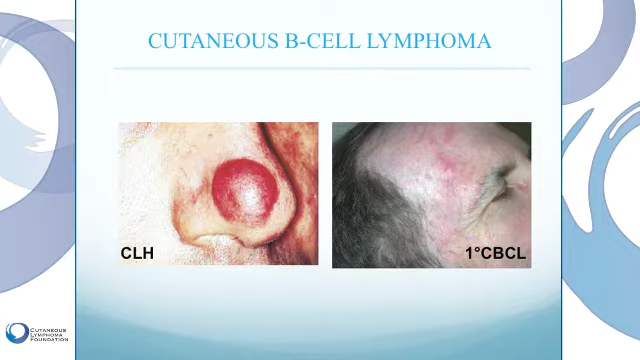 CUTANEOUS B-CELL LYMPHOMA
CLH
1°CBCL
CUTANEOUS
LYMPHOMA
FOUNDATION